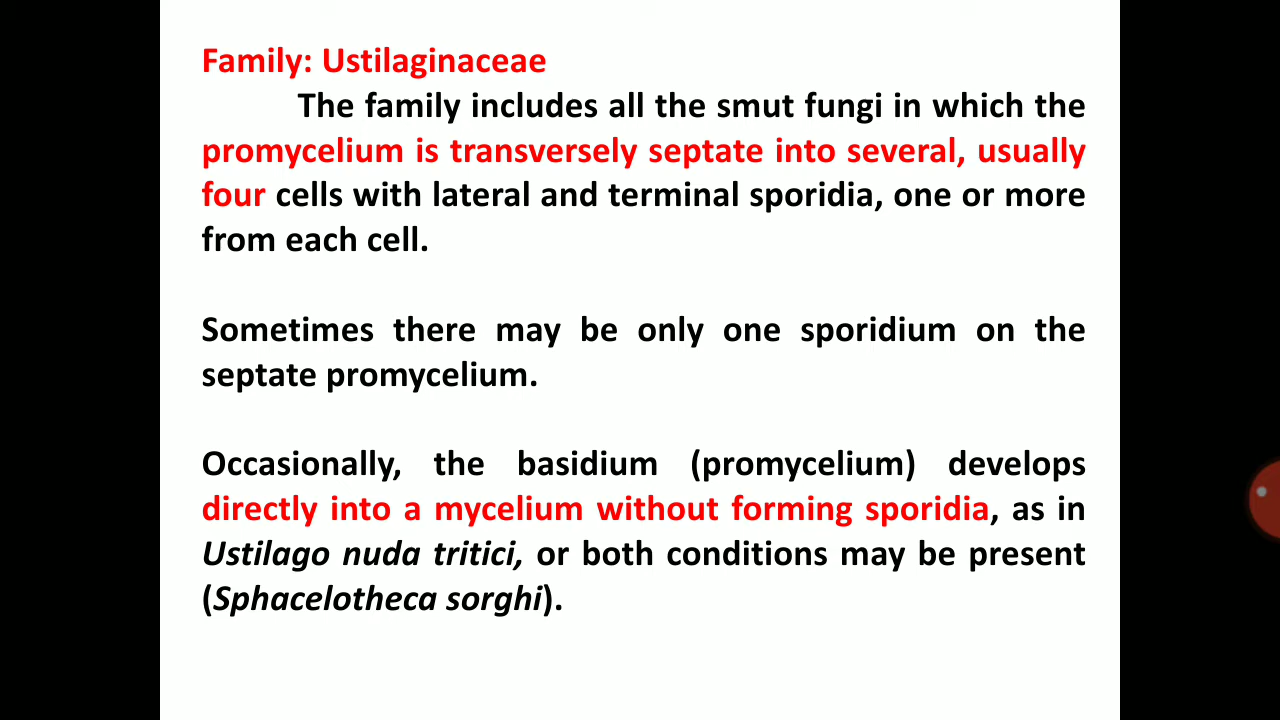 Family: Ustilaginaceae
The family includes all the smut fungi in which the
promycelium is transversely septate into several, usually
four cells with lateral and terminal sporidia, one or more
from each cell.
Sometimes there may be only one sporidium on the
septate promycelium.
Occasionally, the basidium (promycelium) develops
directly into a mycelium without forming sporidia, as in
Ustilago nuda tritici, or both conditions may be present
(Sphacelotheca sorghi).